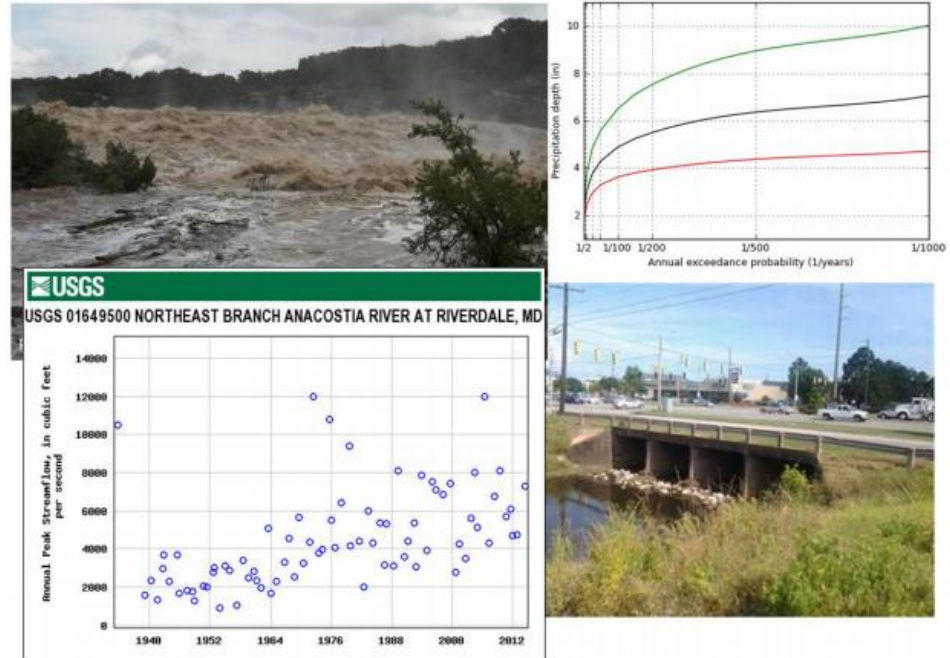 10
8
6
4
2
Precipitation depth (in)
1/2 1/100 1/200 1/500 1/1000
Annual exceedance probability (1/years)
USGS
USGS 01649500 NORTHEAST BRANCH ANACOSTIA RIVER AT RIVERDALE, MD
Annual Peak Streamflow, in cubic feet
per second
14000
12000
10000
8000
6000
4000
2000
0
1940 1952 1964 1976 1988 2000 2012